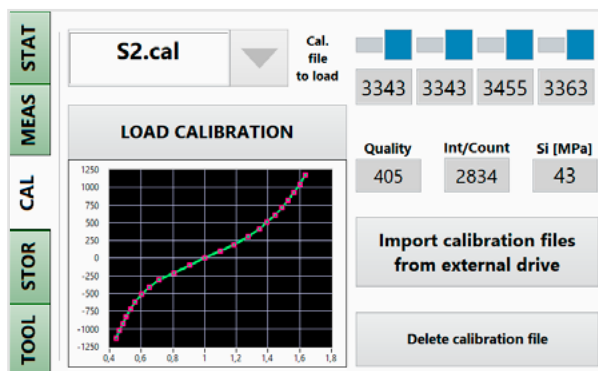 STAT
MEAS
CAL
STOR
TOOL
S2.cal
Cal.
file
to load
3343 3343 3455 3363
LOAD CALIBRATION
Quality Int/Count Si [MPa]
405 2834 43
1250
1000
750
500
250
0
-250
-500
-750
-1000
-1250
0,4 0,6 0,8 1 1,2 1,4 1,6 1,8
Import calibration files
from external drive
Delete calibration file